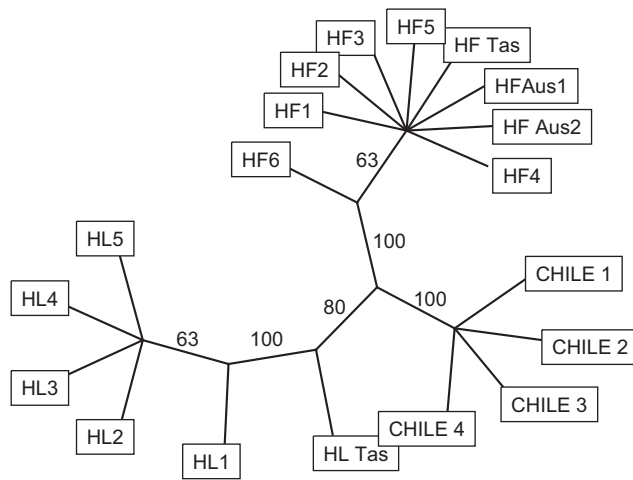 HF5
HF3
HF Tas
HF2
HFAus1
HF1
HF Aus2
63
HF6
HF4
HL5
100
CHILE 1
HL4
80
100
63
100
CHILE 2
HL3
CHILE 3
HL2
CHILE 4
HL1
HL Tas